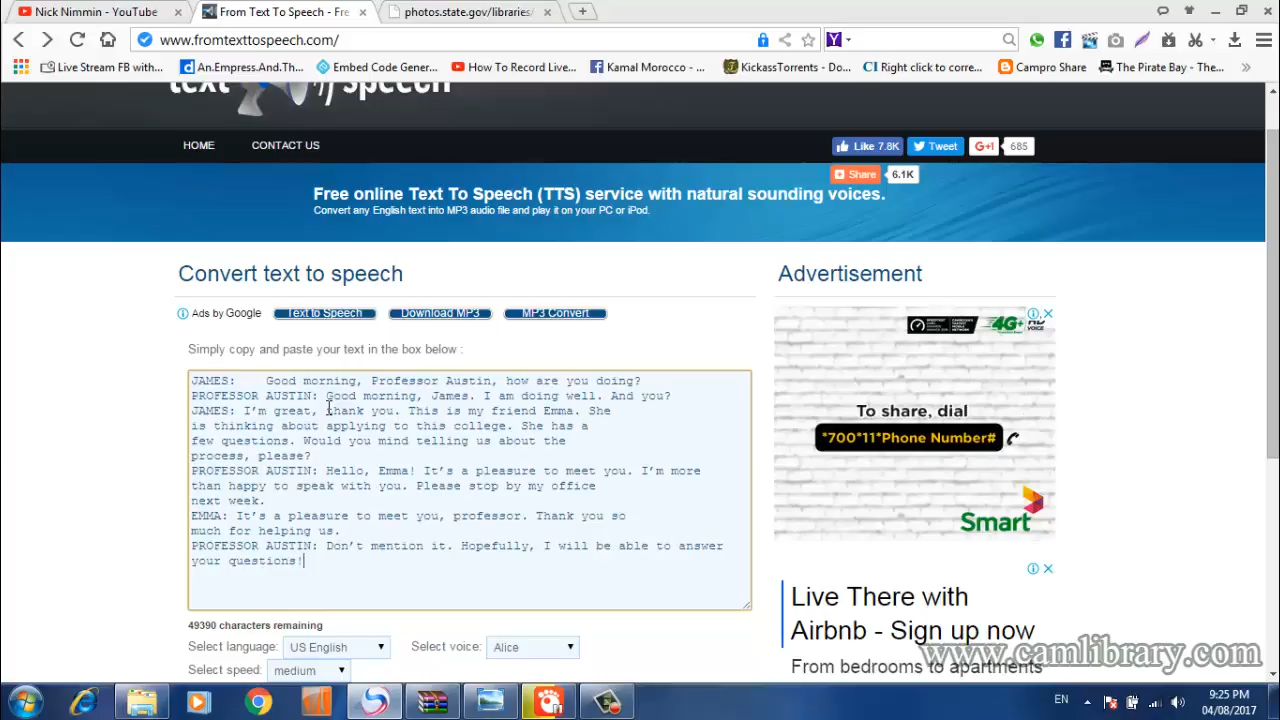 Nick Nimmin - YouTube
From Text To Speech - Fre
photos.state.gov/libraries/
www.fromtexttospeech.com/
Live Stream FB with...
An.Empress.And.Th...
Embed Code Gener...
How To Record Live...
Kamal Morocco - ...
KickassTorrents - Do...
CI Right click to corre...
Campro Share
The Pirate Bay - The...
text speech
HOME
CONTACT US
Like 7.8K
Tweet
G+1
685
Share
6.1K
Free online Text To Speech (TTS) service with natural sounding voices.
Convert any English text into MP3 audio file and play it on your PC or iPod.
Convert text to speech
Advertisement
Ads by Google
Text to Speech
Download MP3
MP3 Convert
Simply copy and paste your text in the box below :
JAMES: Good morning, Professor Austin, how are you doing?
PROFESSOR AUSTIN: Good morning, James. I am doing well. And you?
JAMES: I'm great, thank you. This is my friend Emma. She
is thinking about applying to this college. She has a
few questions. Would you mind telling us about the
process, please?
PROFESSOR AUSTIN: Hello, Emma! It's a pleasure to meet you. I'm more
than happy to speak with you. Please stop by my office
next week.
EMMA: It's a pleasure to meet you, professor. Thank you so
much for helping us.
PROFESSOR AUSTIN: Don't mention it. Hopefully, I will be able to answer
your questions!
4G+
HD
VOICE
To share, dial
*700*11*Phone Number#
Smart
49390 characters remaining
Select language: US English
Select voice: Alice
Select speed: medium
Live There with
Airbnb - Sign up now
From bedrooms to apartments
www.camlibrary.com
EN
9:25 PM
04/08/2017